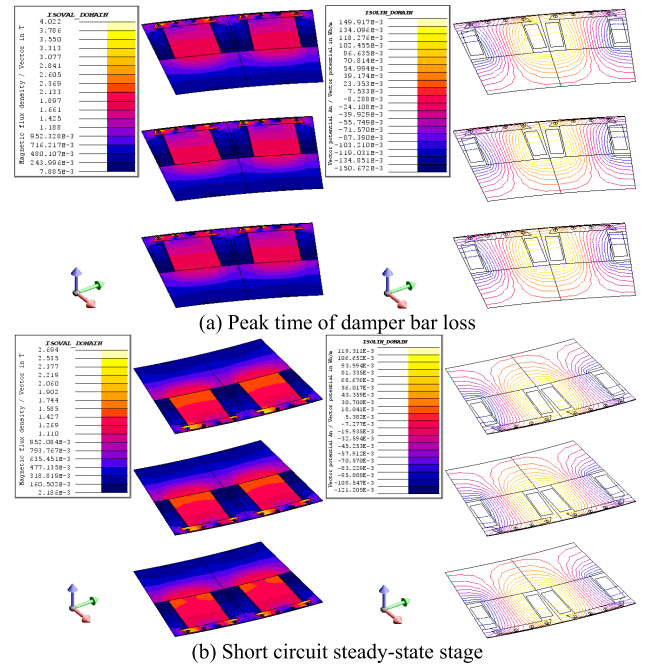 ISOVAL_DOMAIN
Magnetic flux density / Vector in T
4.022
3.786
3.550
3.313
3.077
2.841
2.605
2.369
2.133
1.897
1.661
1.425
1.188
952.328E-3
716.217E-3
480.107E-3
243.996E-3
7.885E-3
ISOLIN_DOMAIN
Vector potential An / Vector potential in Wb/m
149.917E-3
134.096E-3
118.276E-3
102.455E-3
86.635E-3
70.814E-3
54.994E-3
39.174E-3
23.353E-3
7.533E-3
-8.288E-3
-24.108E-3
-39.929E-3
-55.749E-3
-71.570E-3
-87.390E-3
-103.210E-3
-119.031E-3
-134.851E-3
-150.672E-3
(a) Peak time of damper bar loss
ISOVAL_DOMAIN
Magnetic flux density / Vector in T
2.694
2.535
2.377
2.219
2.060
1.902
1.744
1.585
1.427
1.269
1.110
952.084E-3
793.767E-3
635.451E-3
477.135E-3
318.819E-3
160.502E-3
2.186E-3
ISOLIN_DOMAIN
Vector potential An / Vector potential in Wb/m
119.311E-3
106.652E-3
93.994E-3
81.335E-3
68.676E-3
56.017E-3
43.359E-3
30.700E-3
18.041E-3
5.382E-3
-7.277E-3
-19.935E-3
-32.594E-3
-45.253E-3
-57.912E-3
-70.570E-3
-83.229E-3
-95.888E-3
-108.547E-3
-121.205E-3
(b) Short circuit steady-state stage